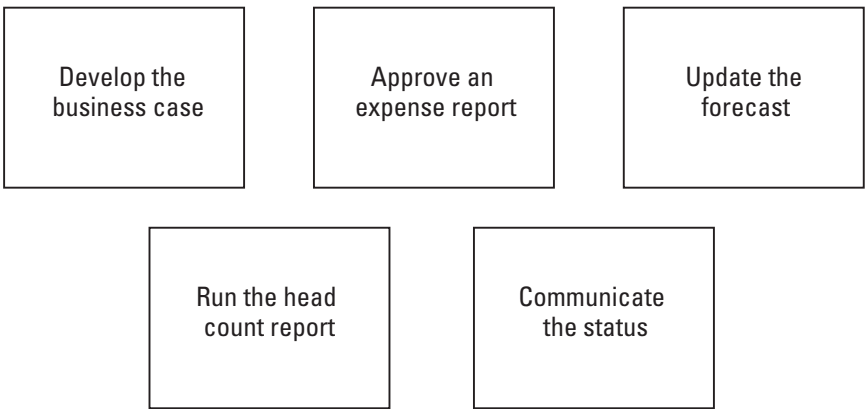 Develop the
business case
Approve an
expense report
Update the
forecast
Run the head
count report
Communicate
the status